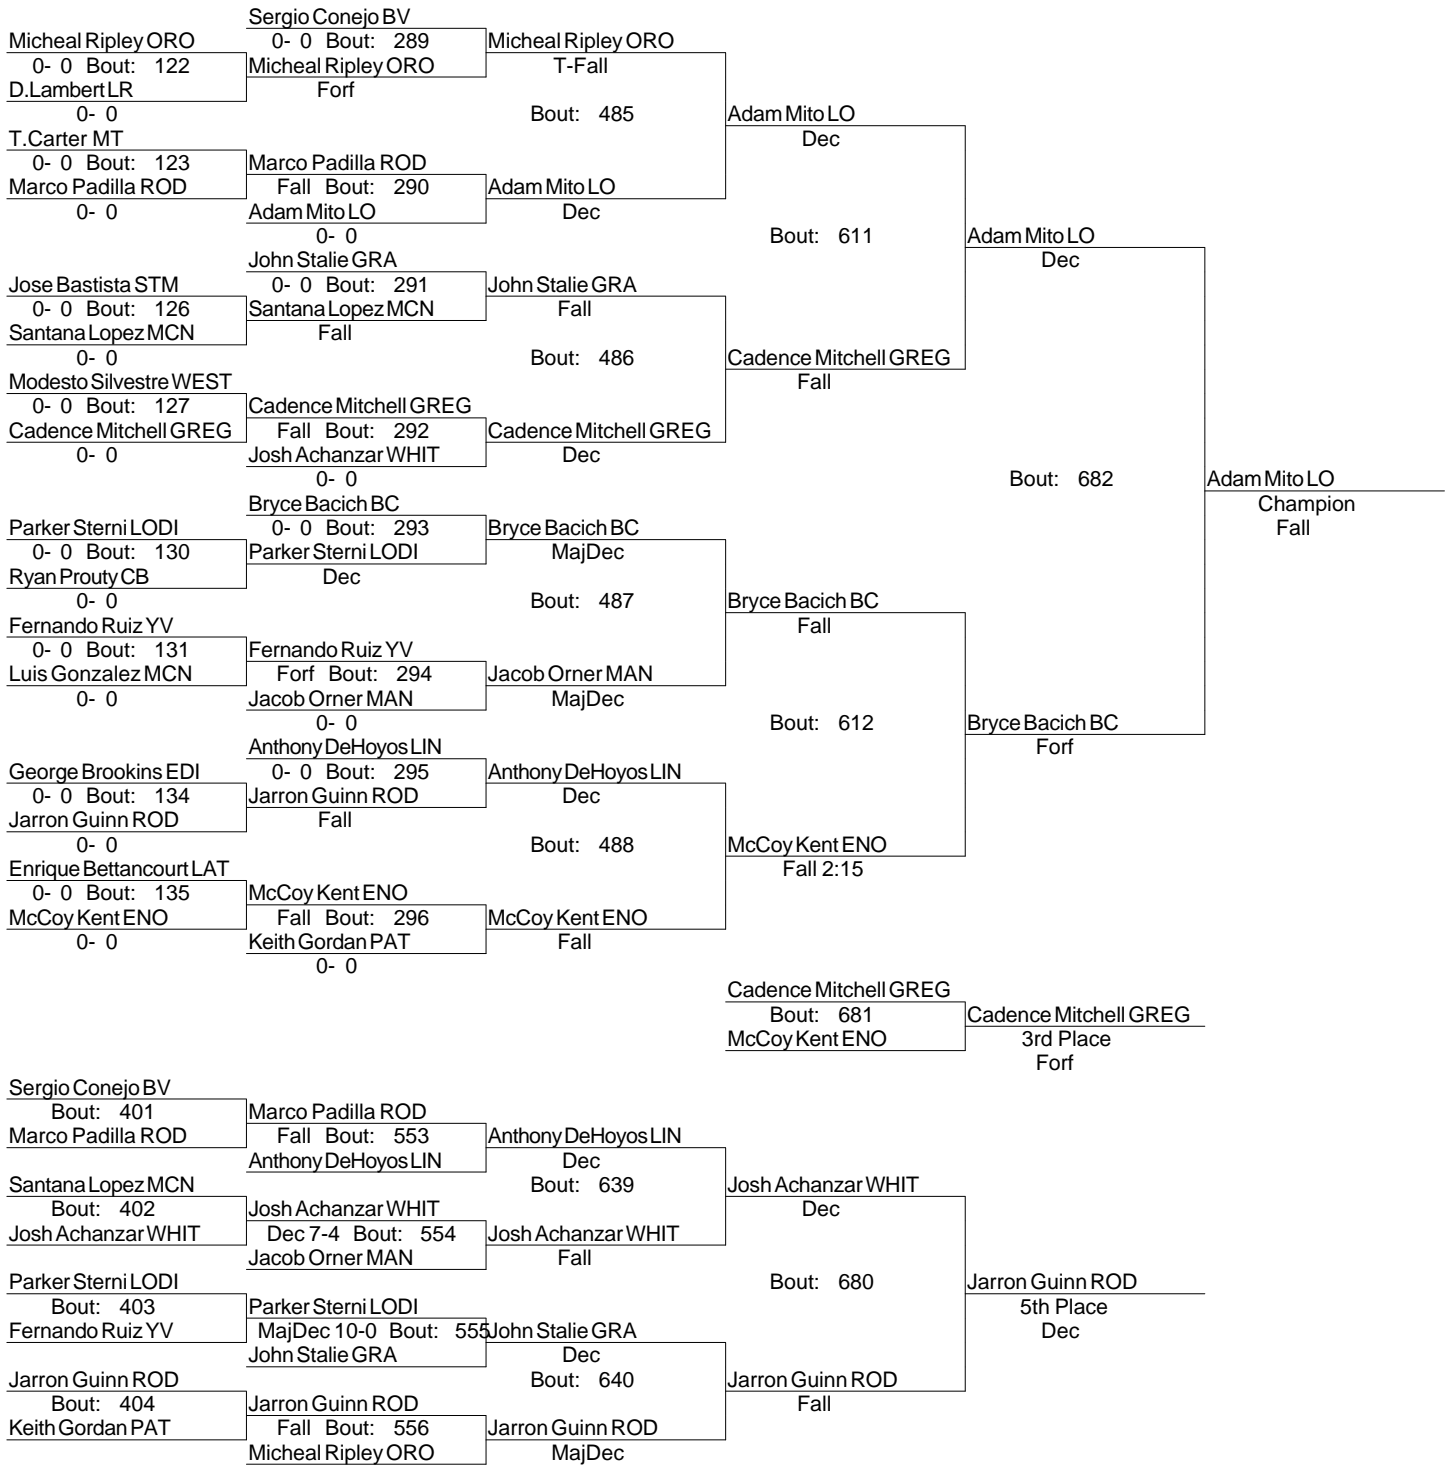 Sergio Conejo BV
Micheal Ripley ORO
0- 0 Bout: 289
Micheal Ripley ORO
0- 0 Bout: 122
Micheal Ripley ORO
T-Fall
D.Lambert LR
Forf
0- 0
Bout: 485
Adam Mito LO
T.Carter MT
Dec
0- 0 Bout: 123
Marco Padilla ROD
Marco Padilla ROD
Fall Bout: 290
Adam Mito LO
0- 0
Adam Mito LO
Dec
0- 0
Bout: 611
Adam Mito LO
John Stalie GRA
Dec
Jose Bastista STM
0- 0 Bout: 291
John Stalie GRA
0- 0 Bout: 126
Santana Lopez MCN
Fall
Santana Lopez MCN
Fall
0- 0
Bout: 486
Cadence Mitchell GREG
Modesto Silvestre WEST
Fall
0- 0 Bout: 127
Cadence Mitchell GREG
Cadence Mitchell GREG
Fall Bout: 292
Cadence Mitchell GREG
0- 0
Josh Achanzar WHIT
Dec
0- 0
Bout: 682
Adam Mito LO
Bryce Bacich BC
Champion
Parker Sterni LODI
0- 0 Bout: 293
Bryce Bacich BC
Fall
0- 0 Bout: 130
Parker Sterni LODI
MajDec
Ryan Prouty CB
Dec
0- 0
Bout: 487
Bryce Bacich BC
Fernando Ruiz YV
Fall
0- 0 Bout: 131
Fernando Ruiz YV
Luis Gonzalez MCN
Forf Bout: 294
Jacob Orner MAN
0- 0
Jacob Orner MAN
MajDec
0- 0
Bout: 612
Bryce Bacich BC
Anthony DeHoyos LIN
Forf
George Brookins EDI
0- 0 Bout: 295
Anthony DeHoyos LIN
0- 0 Bout: 134
Jarron Guinn ROD
Dec
Jarron Guinn ROD
Fall
0- 0
Bout: 488
McCoy Kent ENO
Enrique Bettancourt LAT
Fall 2:15
0- 0 Bout: 135
McCoy Kent ENO
McCoy Kent ENO
Fall Bout: 296
McCoy Kent ENO
0- 0
Keith Gordan PAT
Fall
0- 0
Cadence Mitchell GREG
Bout: 681
Cadence Mitchell GREG
McCoy Kent ENO
3rd Place
Forf
Sergio Conejo BV
Bout: 401
Marco Padilla ROD
Marco Padilla ROD
Fall Bout: 553
Anthony DeHoyos LIN
Anthony DeHoyos LIN
Dec
Santana Lopez MCN
Bout: 639
Josh Achanzar WHIT
Bout: 402
Josh Achanzar WHIT
Dec
Josh Achanzar WHIT
Dec 7-4 Bout: 554
Josh Achanzar WHIT
Jacob Orner MAN
Fall
Parker Sterni LODI
Bout: 680
Jarron Guinn ROD
Bout: 403
Parker Sterni LODI
5th Place
Fernando Ruiz YV
MajDec 10-0 Bout: 555
John Stalie GRA
Dec
John Stalie GRA
Dec
Jarron Guinn ROD
Bout: 640
Jarron Guinn ROD
Bout: 404
Jarron Guinn ROD
Fall
Keith Gordan PAT
Fall Bout: 556
Jarron Guinn ROD
Micheal Ripley ORO
MajDec